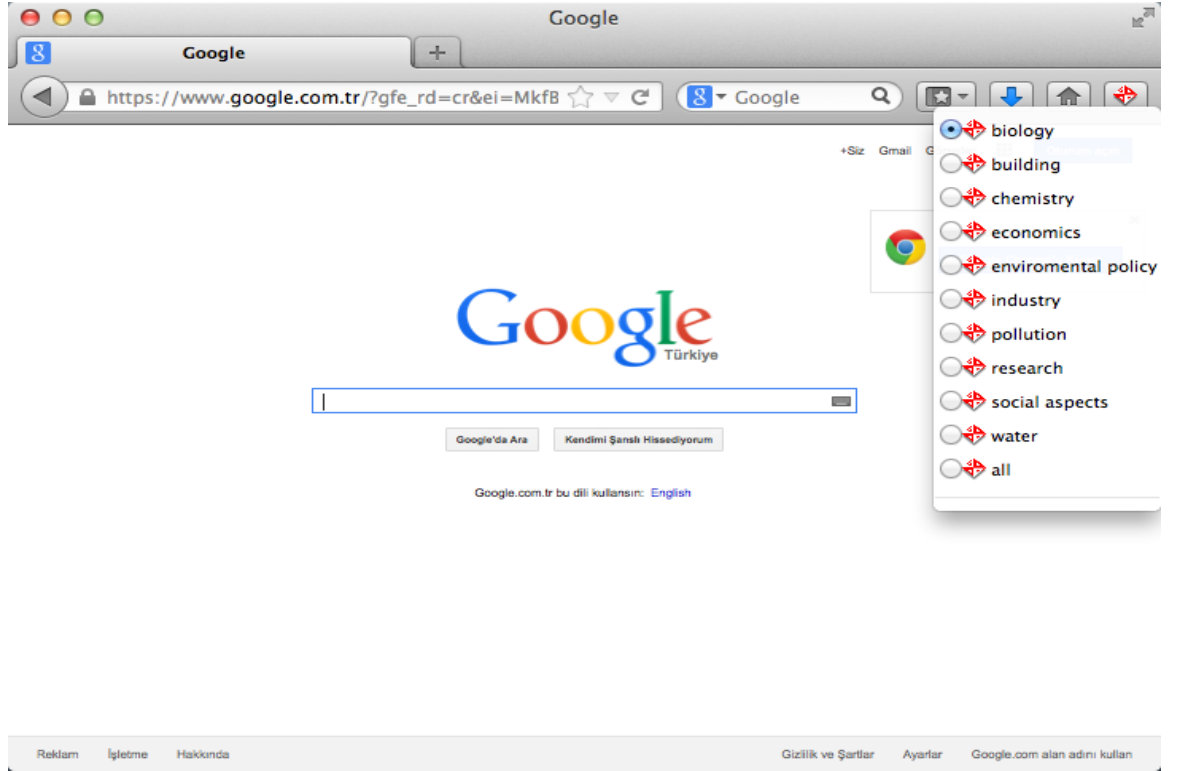 Google
8 Google +
https://www.google.com.tr/?gfe_rd=cr&ei=MkfB 8 Google
+Siz Gmail G
biology
building
chemistry
economics
enviromental policy
industry
pollution
research
social aspects
water
all
Google
Türkiye
Google'da Ara Kendimi Şanslı Hissediyorum
Google.com.tr bu dili kullansın: English
Reklam İşletme Hakkında Gizlilik ve Şartlar Ayarlar Google.com alan adını kullan